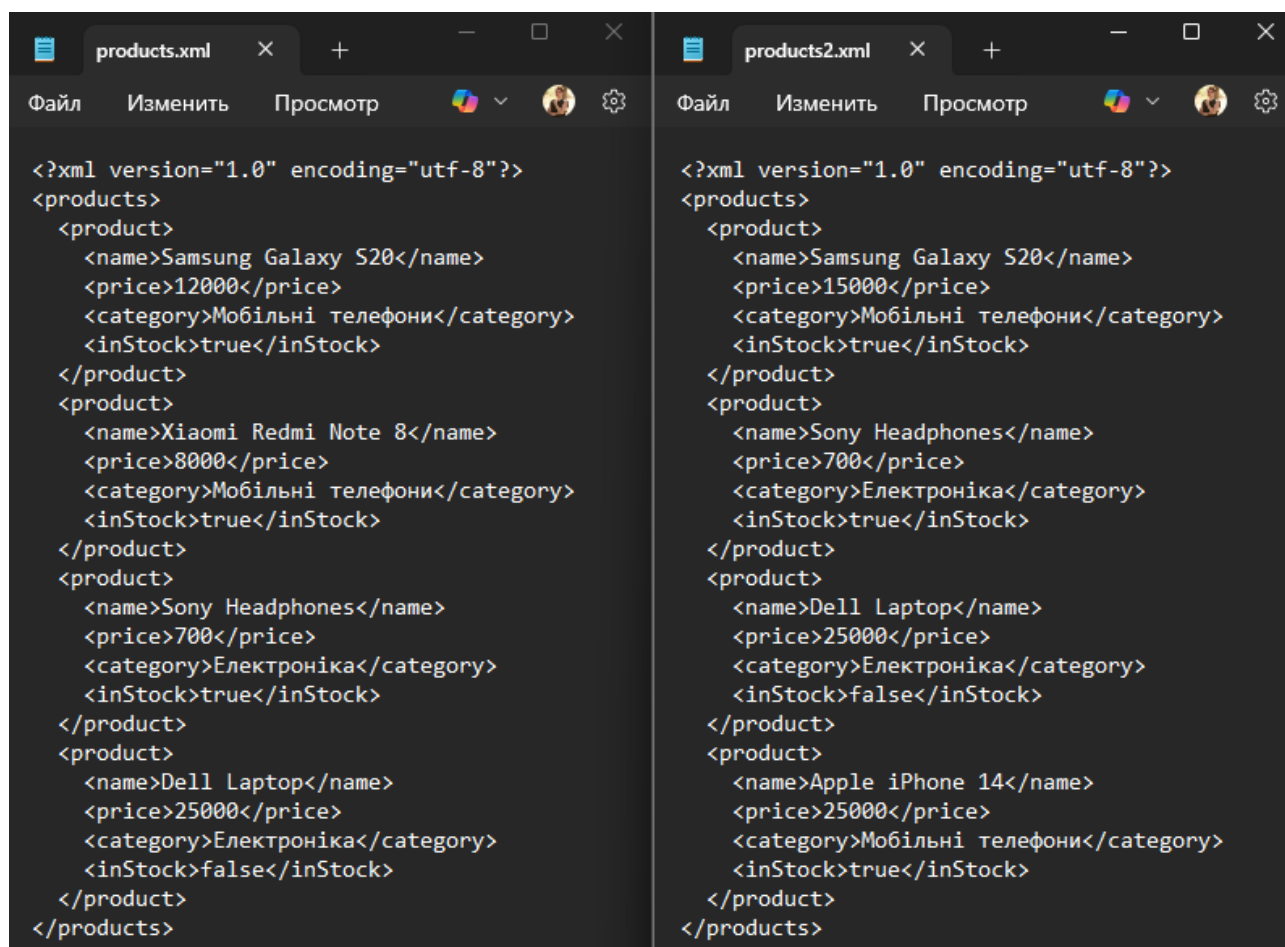 products.xml
Файл Изменить Просмотр
<?xml version="1.0" encoding="utf-8"?>
<products>
  <product>
    <name>Samsung Galaxy S20</name>
    <price>12000</price>
    <category>Мобільні телефони</category>
    <inStock>true</inStock>
  </product>
  <product>
    <name>Xiaomi Redmi Note 8</name>
    <price>8000</price>
    <category>Мобільні телефони</category>
    <inStock>true</inStock>
  </product>
  <product>
    <name>Sony Headphones</name>
    <price>700</price>
    <category>Електроніка</category>
    <inStock>true</inStock>
  </product>
  <product>
    <name>Dell Laptop</name>
    <price>25000</price>
    <category>Електроніка</category>
    <inStock>false</inStock>
  </product>
</products>
products2.xml
Файл Изменить Просмотр
<?xml version="1.0" encoding="utf-8"?>
<products>
  <product>
    <name>Samsung Galaxy S20</name>
    <price>15000</price>
    <category>Мобільні телефони</category>
    <inStock>true</inStock>
  </product>
  <product>
    <name>Sony Headphones</name>
    <price>700</price>
    <category>Електроніка</category>
    <inStock>true</inStock>
  </product>
  <product>
    <name>Dell Laptop</name>
    <price>25000</price>
    <category>Електроніка</category>
    <inStock>false</inStock>
  </product>
  <product>
    <name>Apple iPhone 14</name>
    <price>25000</price>
    <category>Мобільні телефони</category>
    <inStock>true</inStock>
  </product>
</products>